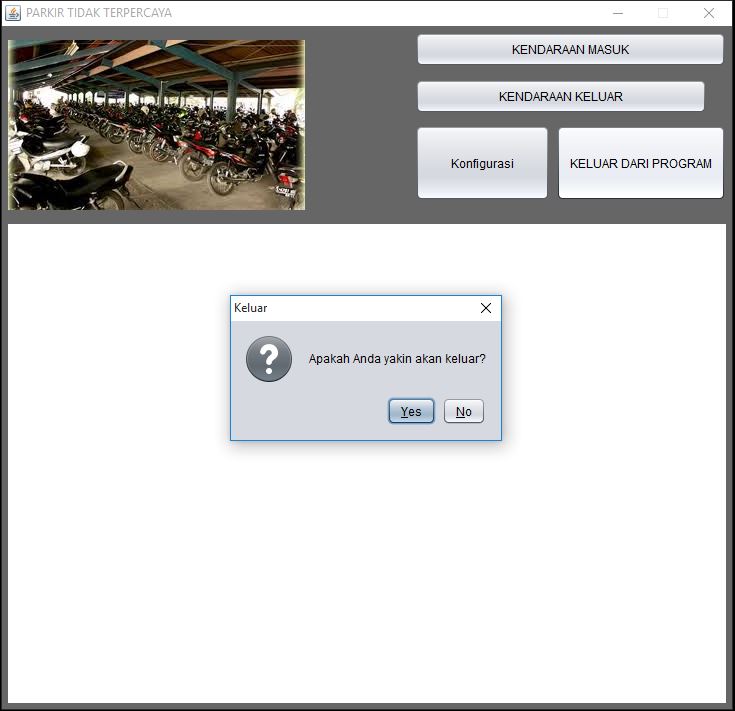 PARKIR TIDAK TERPERCAYA
KENDARAAN MASUK
KENDARAAN KELUAR
Konfigurasi
KELUAR DARI PROGRAM
Keluar
Apakah Anda yakin akan keluar?
Yes
No